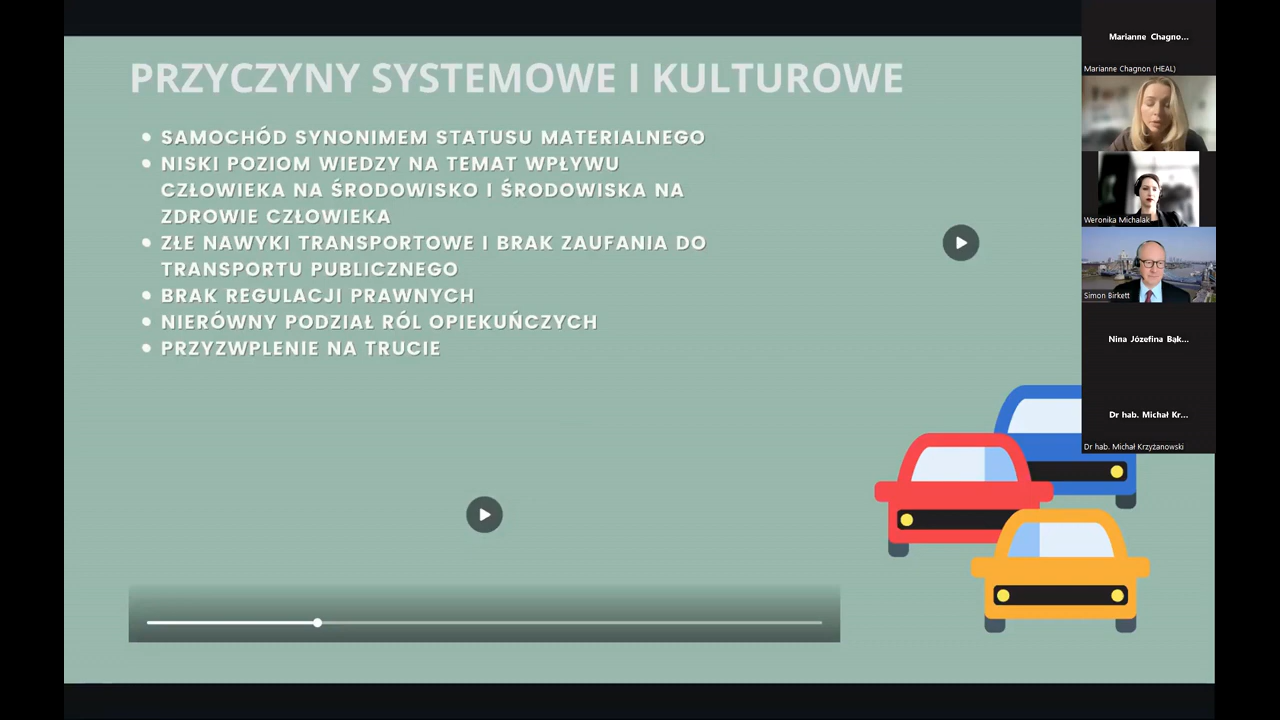 PRZYCZYNY SYSTEMOWE I KULTUROWE
• SAMOCHÓD SYNONIMEM STATUSU MATERIALNEGO
• NISKI POZIOM WIEDZY NA TEMAT WPŁYWU
CZŁOWIEKA NA ŚRODOWISKO I ŚRODOWISKA NA
ZDROWIE CZŁOWIEKA
• ZŁE NAWYKI TRANSPORTOWE I BRAK ZAUFANIA DO
TRANSPORTU PUBLICZNEGO
• BRAK REGULACJI PRAWNYCH
• NIERÓWNY PODZIAŁ RÓL OPIEKUŃCZYCH
• PRZYZWPLENIE NA TRUCIE
Marianne Chagno...
Marianne Chagnon (HEAL)
Weronika Michalak
Simon Birkett
Nina Józefina Bąk...
Dr hab. Michał Kr...
Dr hab. Michał Krzyżanowski